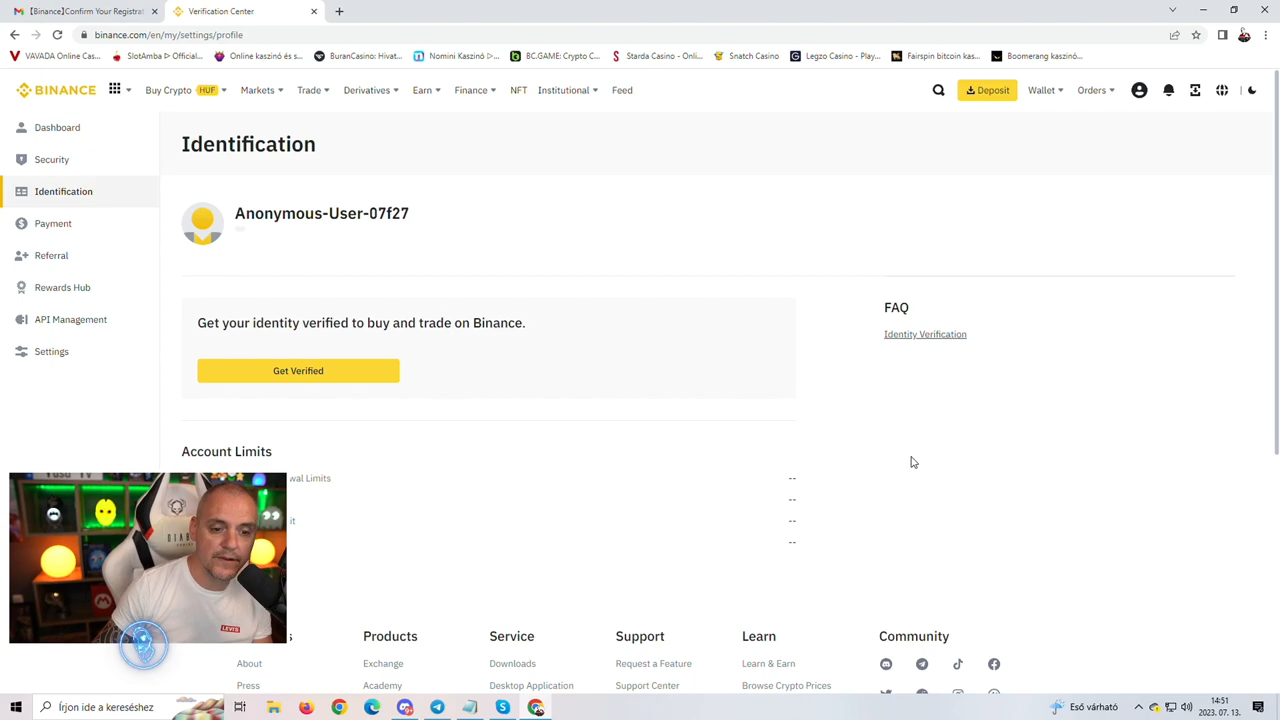 [Binance]Confirm Your Registrat
Verification Center
binance.com/en/my/settings/profile
VAVADA Online Cas...
SlotAmba ᐅ Official...
Online kaszinó és s...
BuranCasino: Hivat...
Nomini Kaszinó ▷...
BC.GAME: Crypto C...
Starda Casino - Onli...
Snatch Casino
Legzo Casino - Play...
Fairspin bitcoin kas...
Boomerang kaszinó...
BINANCE
Buy Crypto HUF
Markets
Trade
Derivatives
Earn
Finance
NFT
Institutional
Feed
Deposit
Wallet
Orders
Dashboard
Security
Identification
Payment
Referral
Rewards Hub
API Management
Settings
Identification
Anonymous-User-07f27
Get your identity verified to buy and trade on Binance.
Get Verified
FAQ
Identity Verification
Account Limits
wal Limits
--
--
it
--
--
LEVI'S
s
Products
Service
Support
Learn
Community
About
Exchange
Downloads
Request a Feature
Learn & Earn
Press
Academy
Desktop Application
Support Center
Browse Crypto Prices
Írjon ide a kereséshez
Eső várható
14:51
2023. 07. 13.